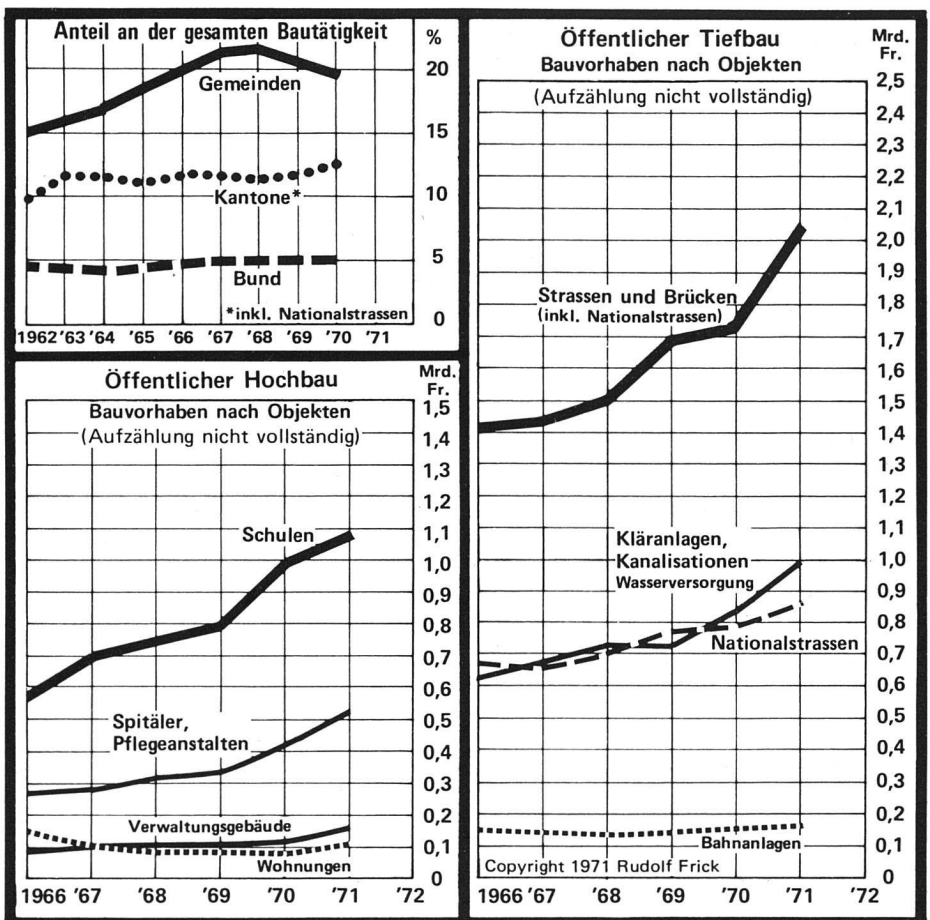 Anteil an der gesamten Bautätigkeit
%
20
15
10
5
0
Gemeinden
Kantone*
Bund
*inkl. Nationalstrassen
1962 '63 '64 '65 '66 '67 '68 '69 '70 '71
Öffentlicher Hochbau
Bauvorhaben nach Objekten
(Aufzählung nicht vollständig)
Mrd.
Fr.
1,5
1,4
1,3
1,2
1,1
1,0
0,9
0,8
0,7
0,6
0,5
0,4
0,3
0,2
0,1
0
Schulen
Spitäler,
Pflegeanstalten
Verwaltungsgebäude
Wohnungen
1966 '67 '68 '69 '70 '71 '72
Öffentlicher Tiefbau
Bauvorhaben nach Objekten
(Aufzählung nicht vollständig)
Mrd.
Fr.
2,5
2,4
2,3
2,2
2,1
2,0
1,9
1,8
1,7
1,6
1,5
1,4
1,3
1,2
1,1
1,0
0,9
0,8
0,7
0,6
0,5
0,4
0,3
0,2
0,1
0
Strassen und Brücken
(inkl. Nationalstrassen)
Kläranlagen,
Kanalisationen
Wasserversorgung
Nationalstrassen
Bahnanlagen
Copyright 1971 Rudolf Frick
1966 '67 '68 '69 '70 '71 '72